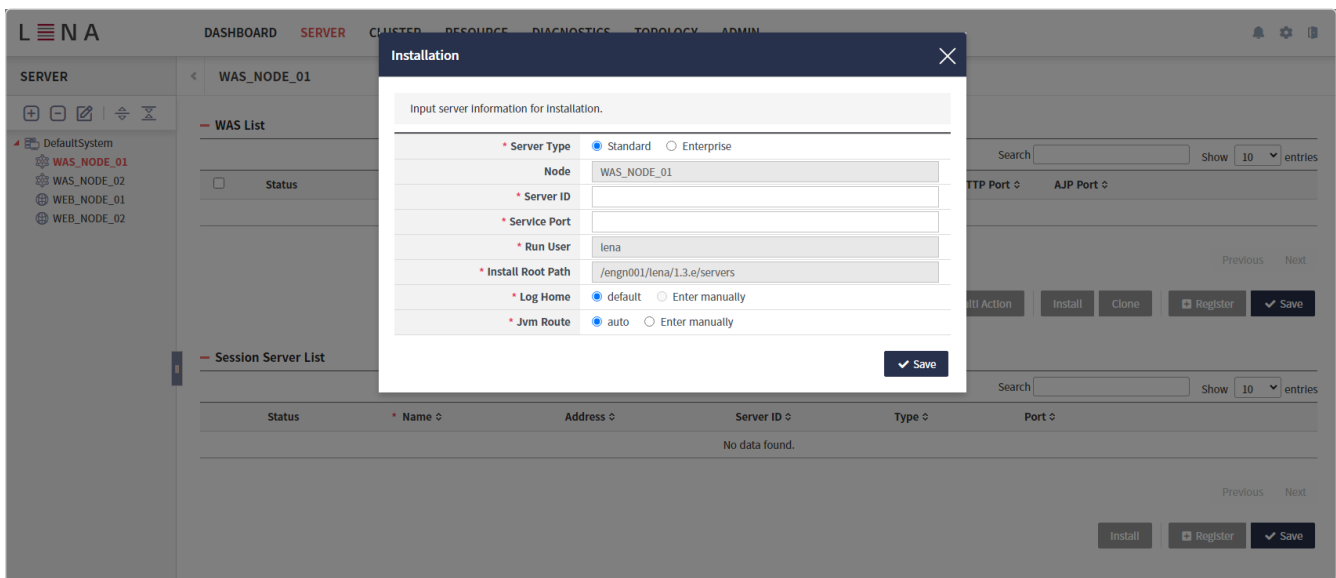 LENA
DASHBOARD SERVER CLUSTER RESOURCE DIAGNOSTICS TOPOLOGY ADMIN
SERVER
WAS_NODE_01
DefaultSystem
WAS_NODE_01
WAS_NODE_02
WEB_NODE_01
WEB_NODE_02
WAS List
Search Show 10 entries
Status TTP Port AJP Port
Previous Next
ulti Action Install Clone Register Save
Installation
Input server information for installation.
* Server Type Standard Enterprise
Node WAS_NODE_01
* Server ID
* Service Port
* Run User lena
* Install Root Path /engn001/lena/1.3.e/servers
* Log Home default Enter manually
* Jvm Route auto Enter manually
Save
Session Server List
Search Show 10 entries
Status * Name Address Server ID Type Port
No data found.
Previous Next
Install Register Save